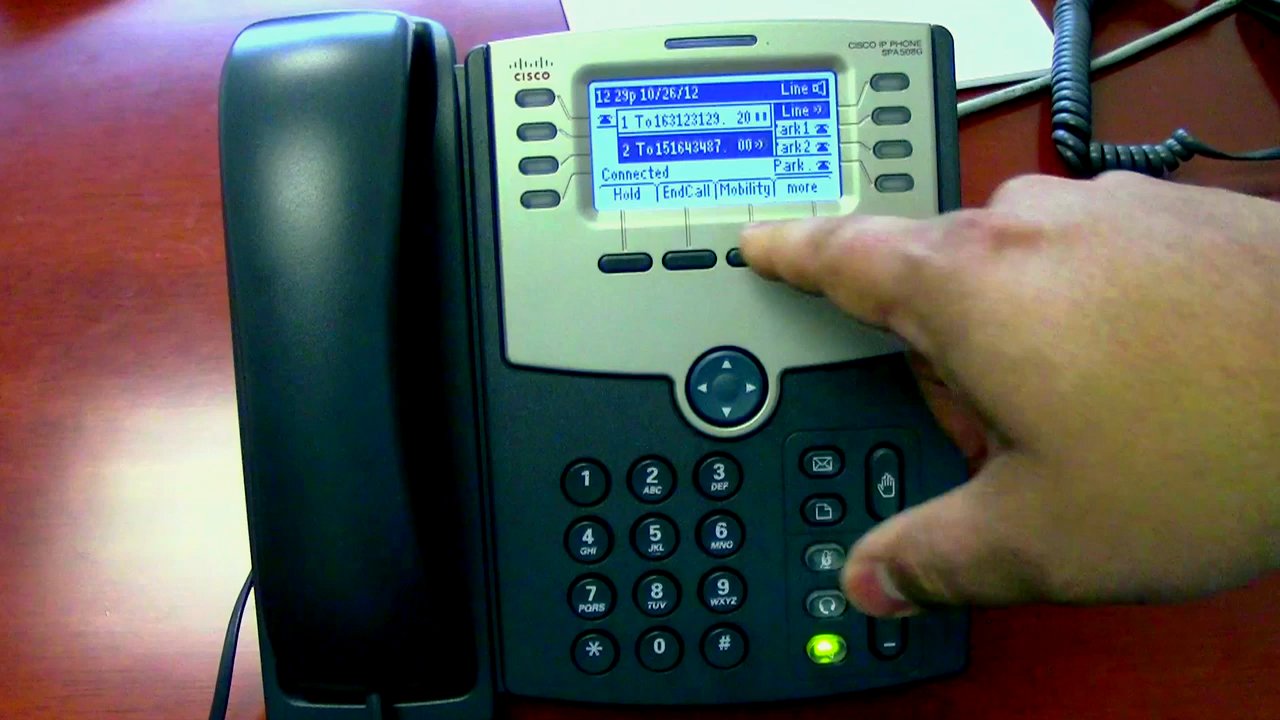 CISCO
CISCO IP PHONE
SPA508G
12 29p 10/26/12 Line
1 To163123129. 20 Line
2 To151643487. 00 ark1
ark2
Connected Park .
Hold EndCall Mobility more
1 2 ABC 3 DEF
4 GHI 5 JKL 6 MNO
7 PQRS 8 TUV 9 WXYZ
* 0 #
-